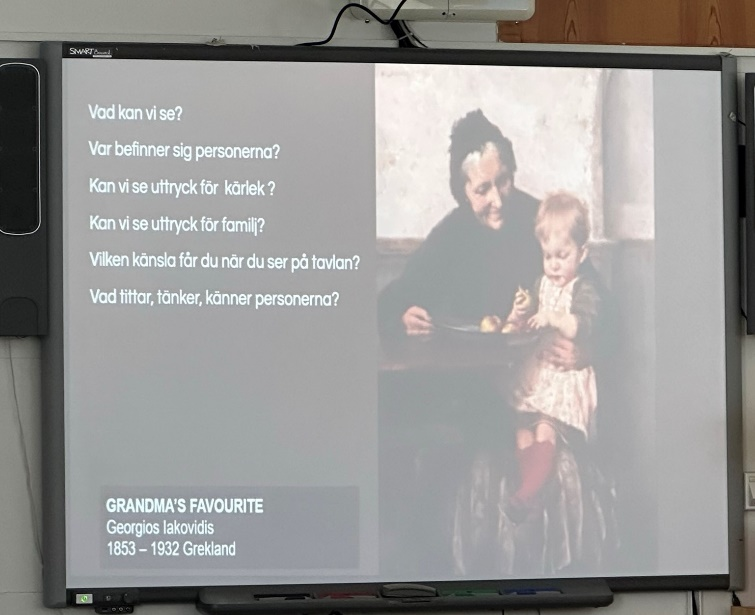 SMART Board
Vad kan vi se?
Var befinner sig personerna?
Kan vi se uttryck för kärlek ?
Kan vi se uttryck för familj?
Vilken känsla får du när du ser på tavlan?
Vad tittar, tänker, känner personerna?
GRANDMA'S FAVOURITE
Georgios Iakovidis
1853 – 1932 Grekland